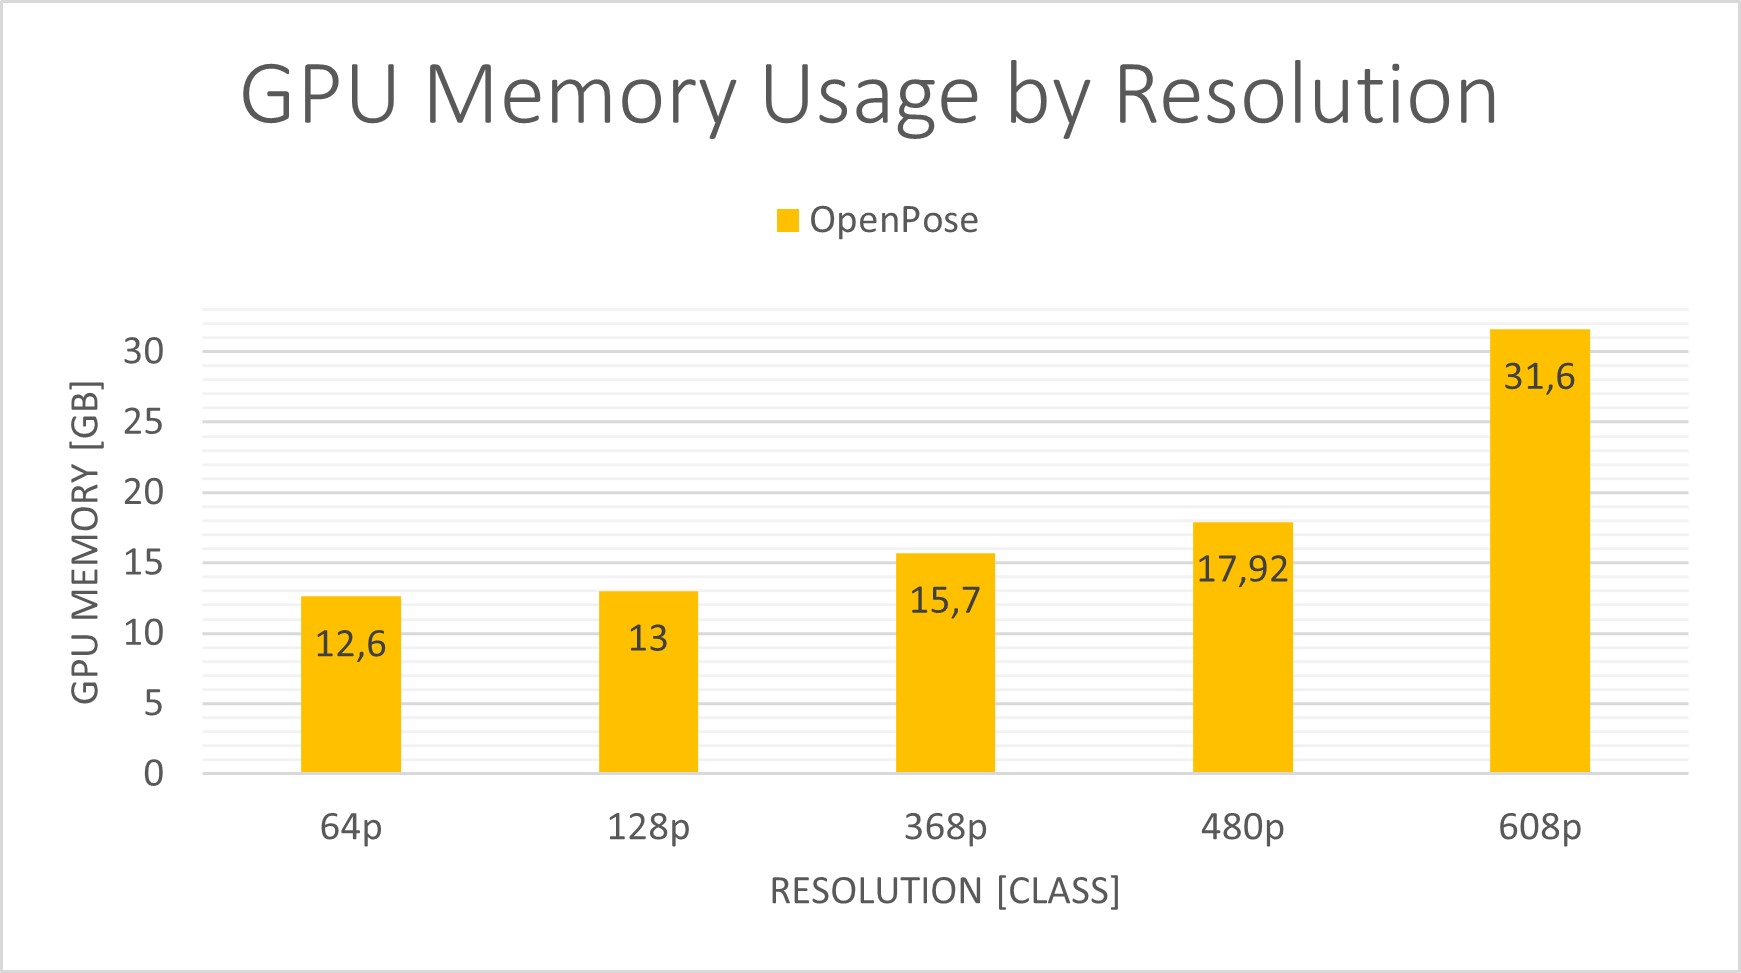 GPU Memory Usage by Resolution
OpenPose
GPU MEMORY [GB]
30
25
20
15
10
5
0
12,6
13
15,7
17,92
31,6
64p
128p
368p
480p
608p
RESOLUTION [CLASS]